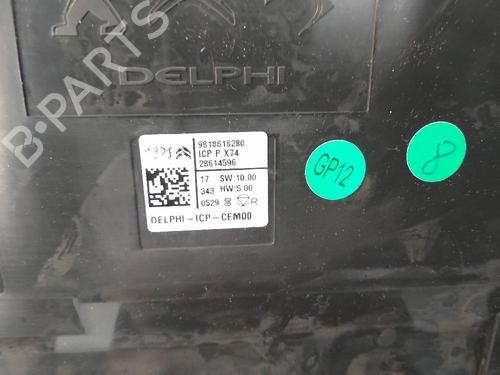 B-PARTS
DELPHI
9818616280
ICP P X74
28614596
17 SW:10.00
343 HW:5.00
0529 8 R
DELPHI-ICP-CEM00
GP12
8